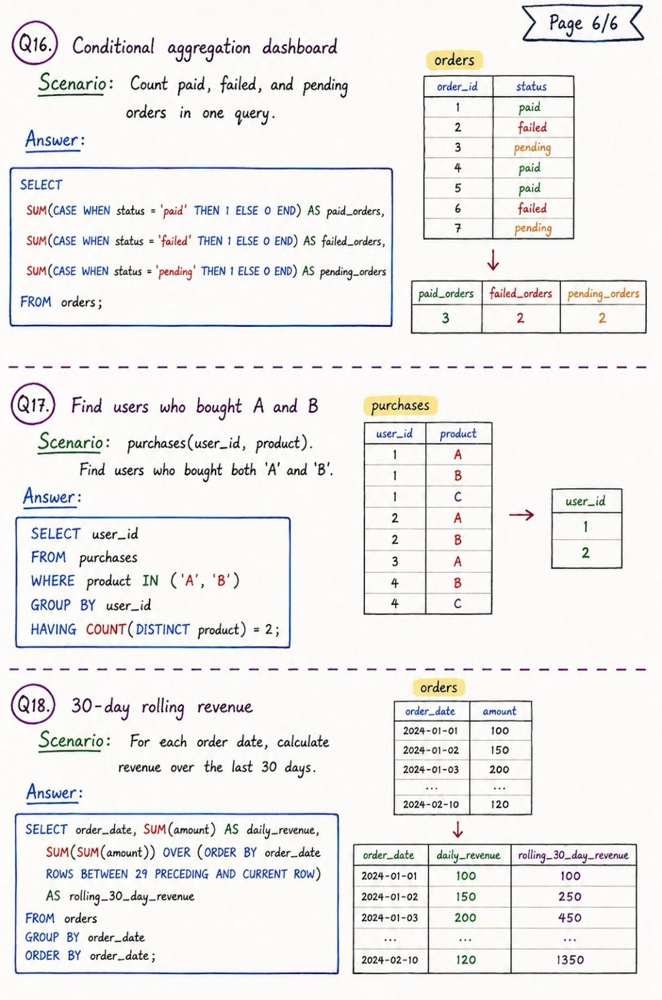 Page 6/6
Q16. Conditional aggregation dashboard
Scenario: Count paid, failed, and pending
orders in one query.
Answer:
SELECT
SUM(CASE WHEN status = 'paid' THEN 1 ELSE 0 END) AS paid_orders,
SUM(CASE WHEN status = 'failed' THEN 1 ELSE 0 END) AS failed_orders,
SUM(CASE WHEN status = 'pending' THEN 1 ELSE 0 END) AS pending_orders
FROM orders;
orders
order_id status
1 paid
2 failed
3 pending
4 paid
5 paid
6 failed
7 pending
paid_orders failed_orders pending_orders
3 2 2
Q17. Find users who bought A and B
Scenario: purchases(user_id, product).
Find users who bought both 'A' and 'B'.
Answer:
SELECT user_id
FROM purchases
WHERE product IN ('A', 'B')
GROUP BY user_id
HAVING COUNT(DISTINCT product) = 2;
purchases
user_id product
1 A
1 B
1 C
2 A
2 B
3 A
4 B
4 C
user_id
1
2
Q18. 30-day rolling revenue
Scenario: For each order date, calculate
revenue over the last 30 days.
Answer:
SELECT order_date, SUM(amount) AS daily_revenue,
SUM(SUM(amount)) OVER (ORDER BY order_date
ROWS BETWEEN 29 PRECEDING AND CURRENT ROW)
AS rolling_30_day_revenue
FROM orders
GROUP BY order_date
ORDER BY order_date;
orders
order_date amount
2024-01-01 100
2024-01-02 150
2024-01-03 200
... ...
2024-02-10 120
order_date daily_revenue rolling_30_day_revenue
2024-01-01 100 100
2024-01-02 150 250
2024-01-03 200 450
... ... ...
2024-02-10 120 1350